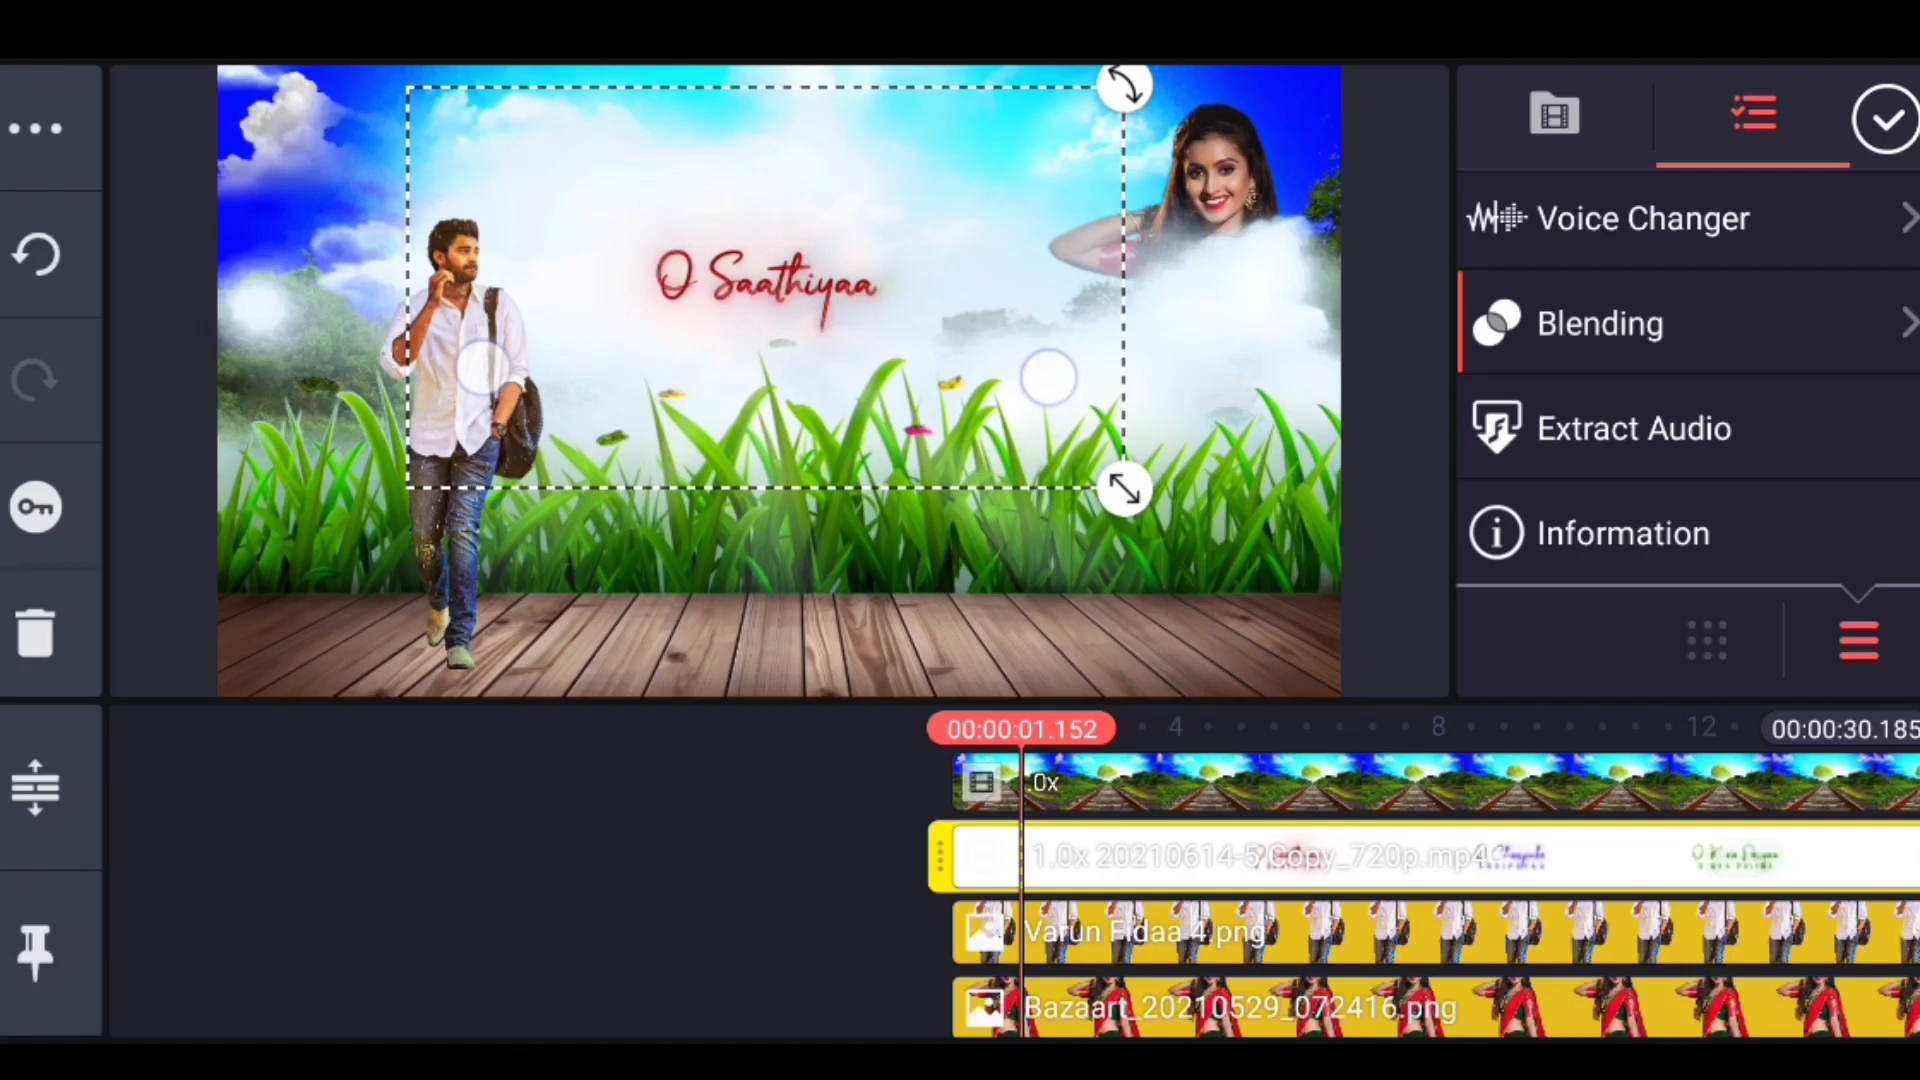 O Saathiyaa
Voice Changer
Blending
Extract Audio
Information
00:00:01.152
4
8
12
00:00:30.185
.0x
1.0x 20210614-5 Copy_720p.mp4
Varun Fidaa 4.png
Bazaart_20210529_072416.png